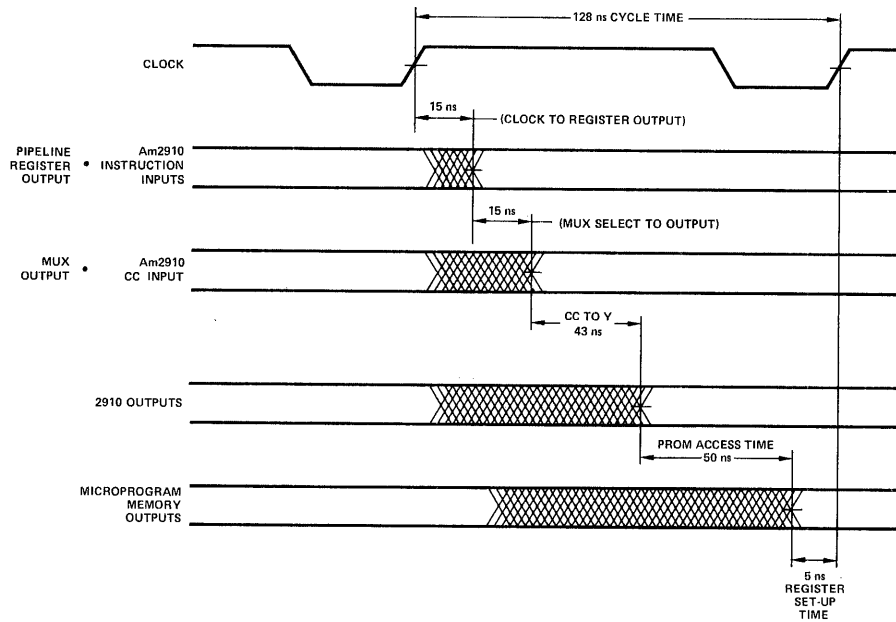 128 ns CYCLE TIME
CLOCK
15 ns
(CLOCK TO REGISTER OUTPUT)
PIPELINE
REGISTER
OUTPUT
•
Am2910
INSTRUCTION
INPUTS
15 ns
(MUX SELECT TO OUTPUT)
MUX
OUTPUT
•
Am2910
CC INPUT
CC TO Y
43 ns
2910 OUTPUTS
PROM ACCESS TIME
50 ns
MICROPROGRAM
MEMORY
OUTPUTS
5 ns
REGISTER
SET-UP
TIME